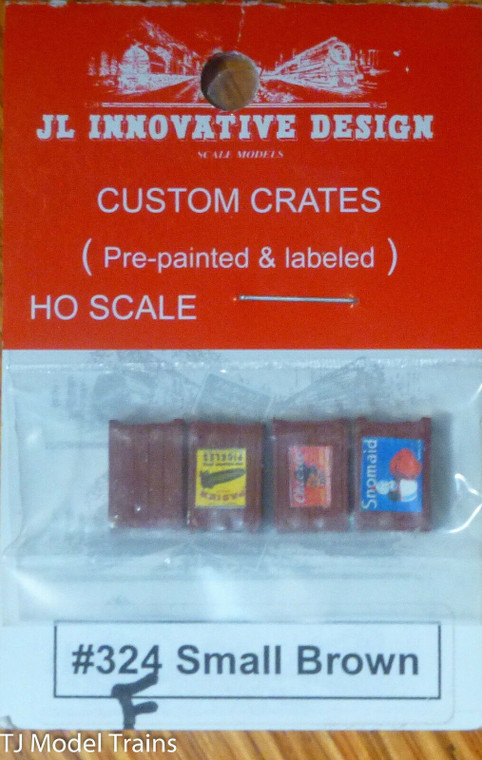 JL INNOVATIVE DESIGN
SCALE MODELS
CUSTOM CRATES
( Pre-painted & labeled )
HO SCALE
PICKLES
Snomaid
#324 Small Brown
F
TJ Model Trains